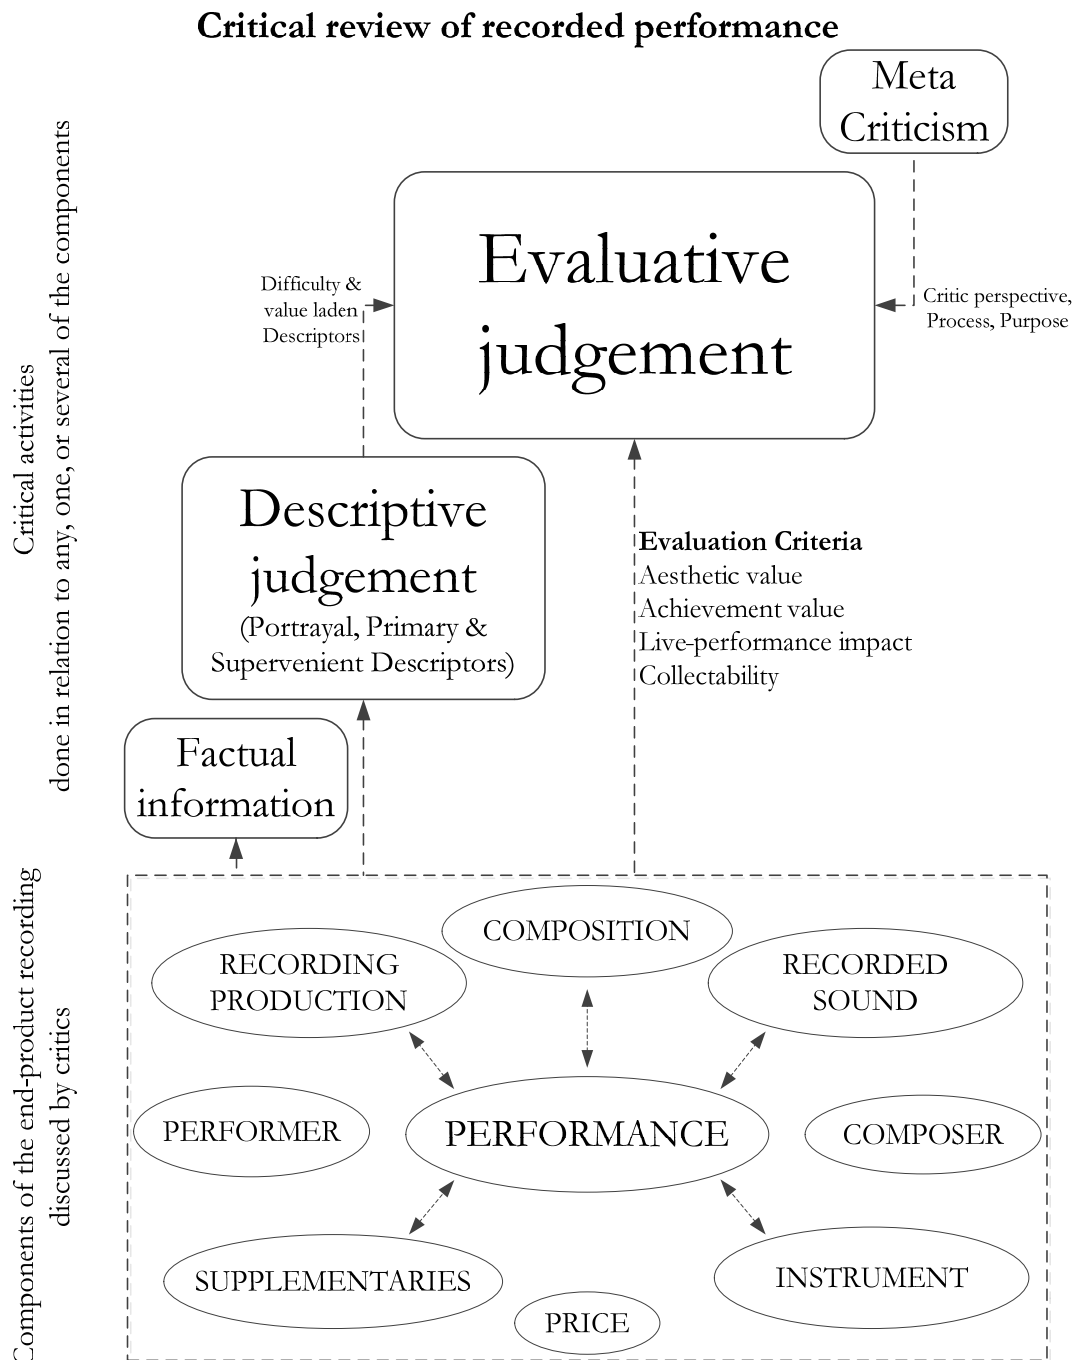 Critical review of recorded performance
Meta
Criticism
Evaluative
judgement
Difficulty &
value laden
Descriptors
Critic perspective,
Process, Purpose
Critical activities
done in relation to any, one, or several of the components
Descriptive
judgement
(Portrayal, Primary &
Supervenient Descriptors)
Evaluation Criteria
Aesthetic value
Achievement value
Live-performance impact
Collectability
Factual
information
Components of the end-product recording
discussed by critics
COMPOSITION
RECORDING
PRODUCTION
RECORDED
SOUND
PERFORMER
PERFORMANCE
COMPOSER
SUPPLEMENTARIES
INSTRUMENT
PRICE